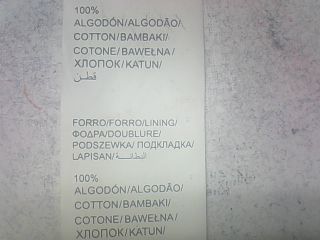 100%
ALGODÓN/ALGODÃO/
COTTON/BAMBAKI/
COTONE/BAWEŁNA/
ХЛОПОК/KATUN/
قطن
FORRO/FORRO/LINING/
ΦΟΔΡΑ/DOUBLURE/
PODSZEWKA/ ПОДКЛАДКА/
LAPISAN/البطانة
100%
ALGODÓN/ALGODÃO/
COTTON/BAMBAKI/
COTONE/BAWEŁNA/
ХЛОПОК/KATUN/